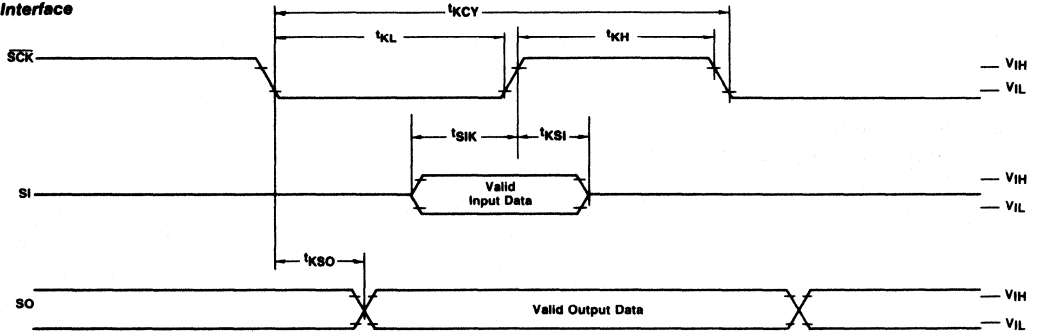 Interface
tKCY
tKL
tKH
SCK
VIH
VIL
tSIK
tKSI
SI
Valid
Input Data
VIH
VIL
tKSO
SO
Valid Output Data
VIH
VIL